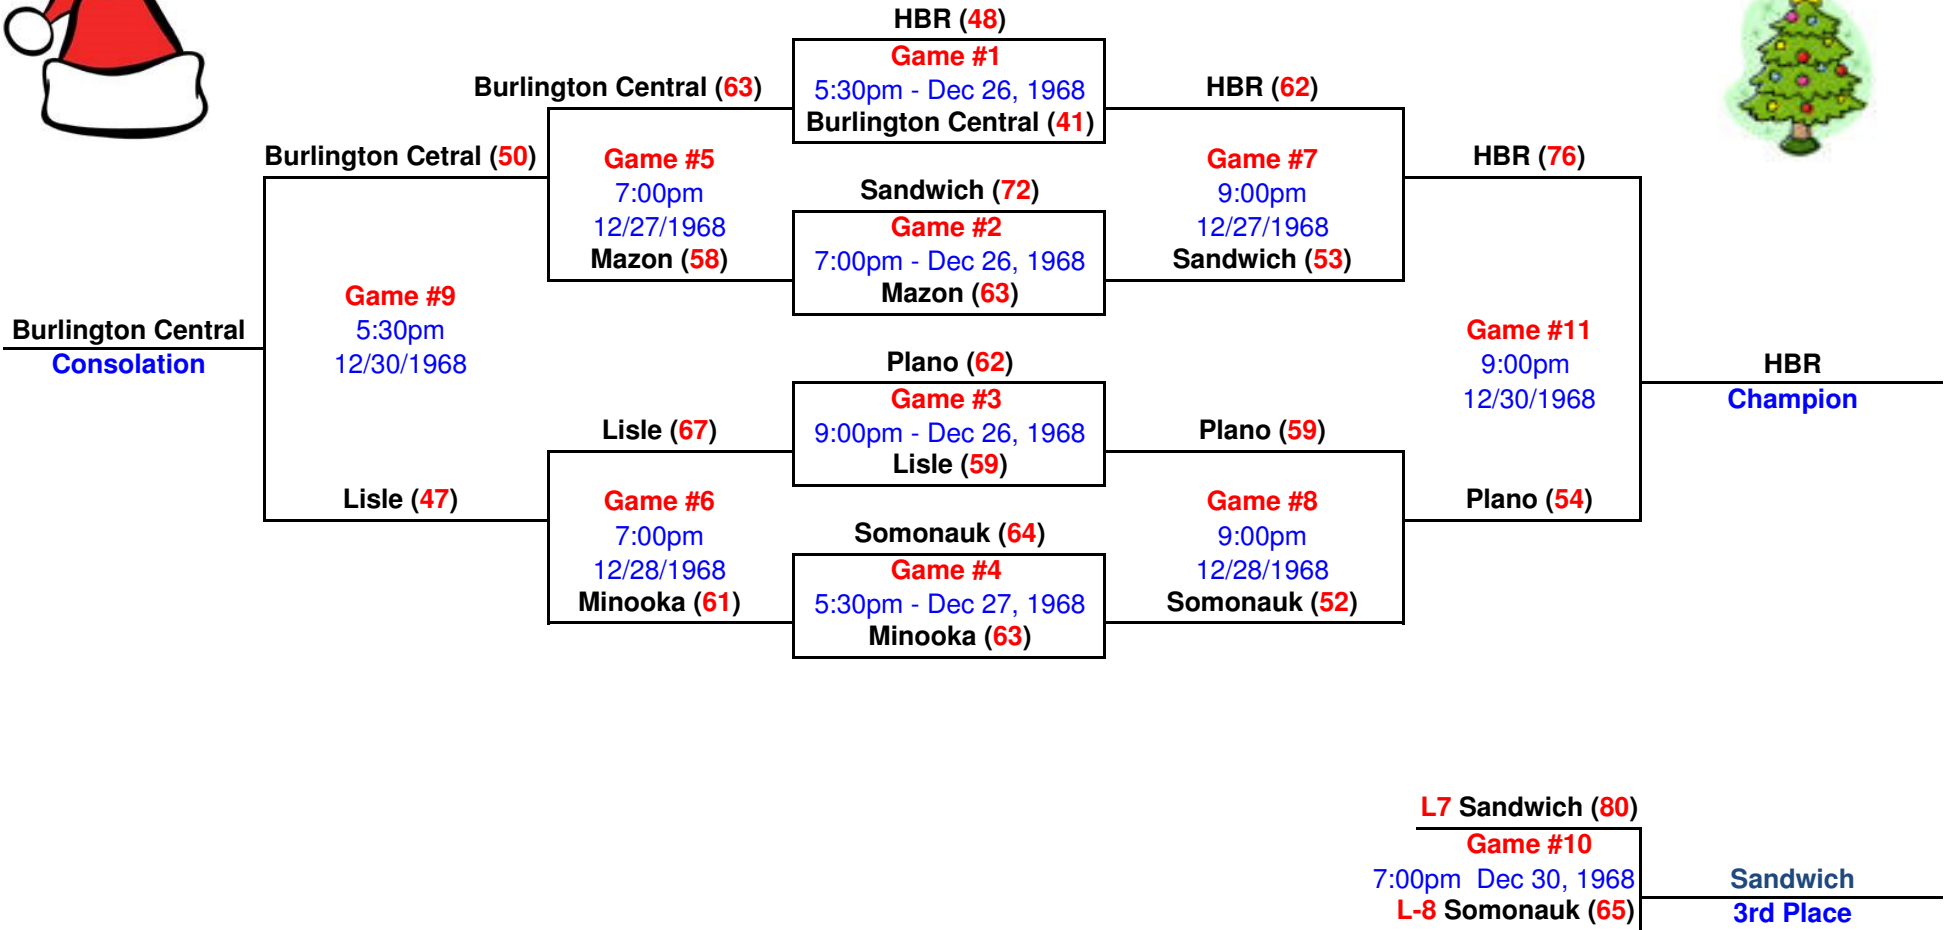 HBR (48)
Game #1
5:30pm - Dec 26, 1968
Burlington Central (41)
Burlington Central (63)
HBR (62)
Burlington Cetral (50)
Game #5
7:00pm
12/27/1968
Mazon (58)
Sandwich (72)
Game #2
7:00pm - Dec 26, 1968
Mazon (63)
Game #7
9:00pm
12/27/1968
Sandwich (53)
HBR (76)
Game #9
5:30pm
12/30/1968
Burlington Central
Consolation
Plano (62)
Game #3
9:00pm - Dec 26, 1968
Lisle (59)
Game #11
9:00pm
12/30/1968
HBR
Champion
Lisle (67)
Plano (59)
Lisle (47)
Game #6
7:00pm
12/28/1968
Minooka (61)
Somonauk (64)
Game #4
5:30pm - Dec 27, 1968
Minooka (63)
Game #8
9:00pm
12/28/1968
Somonauk (52)
Plano (54)
L7 Sandwich (80)
Game #10
7:00pm Dec 30, 1968
L-8 Somonauk (65)
Sandwich
3rd Place